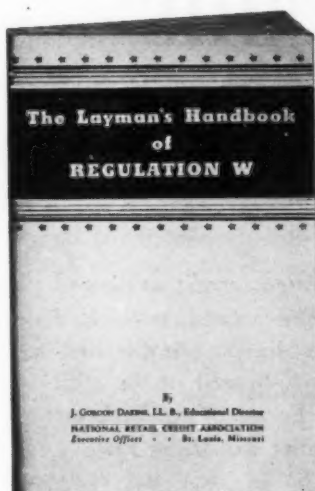 The Layman's Handbook
of
REGULATION W
By
J. GORDON DAKINS, LL. B., Educational Director
NATIONAL RETAIL CREDIT ASSOCIATION
Executive Offices - - St. Louis, Missouri